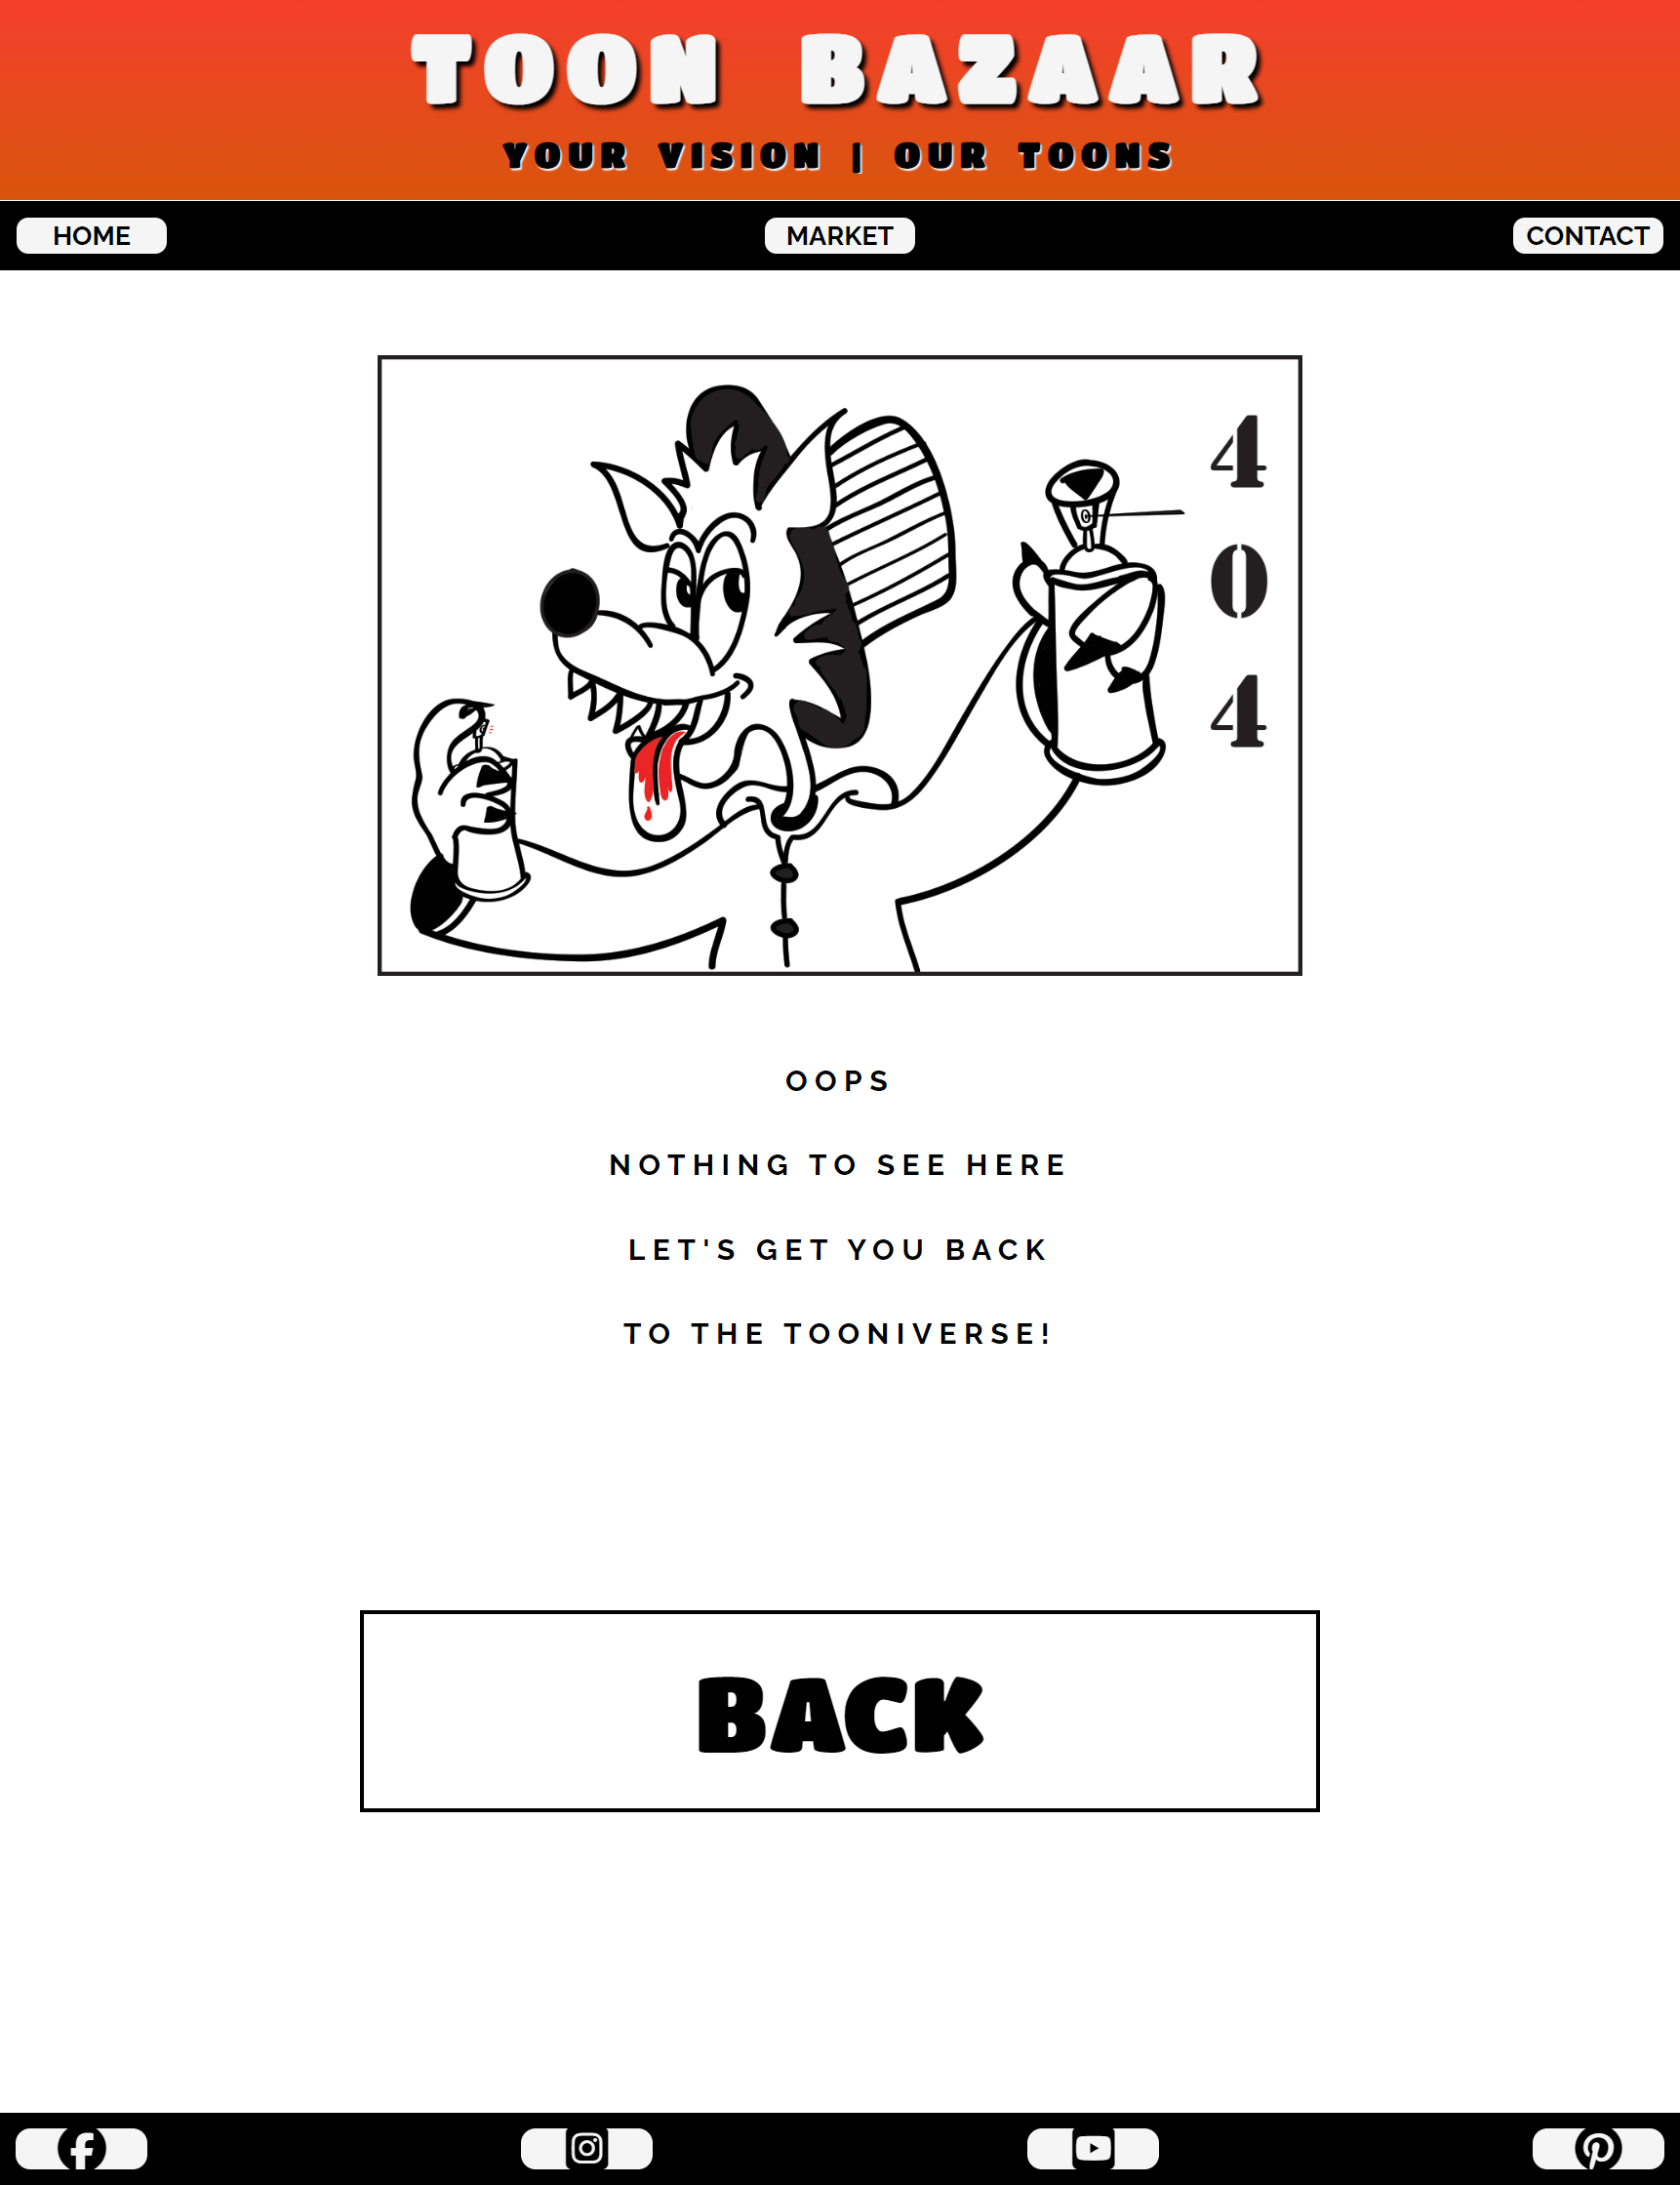 TOON BAZAAR
YOUR VISION | OUR TOONS
HOME
MARKET
CONTACT
4
0
4
OOPS
NOTHING TO SEE HERE
LET'S GET YOU BACK
TO THE TOONIVERSE!
BACK